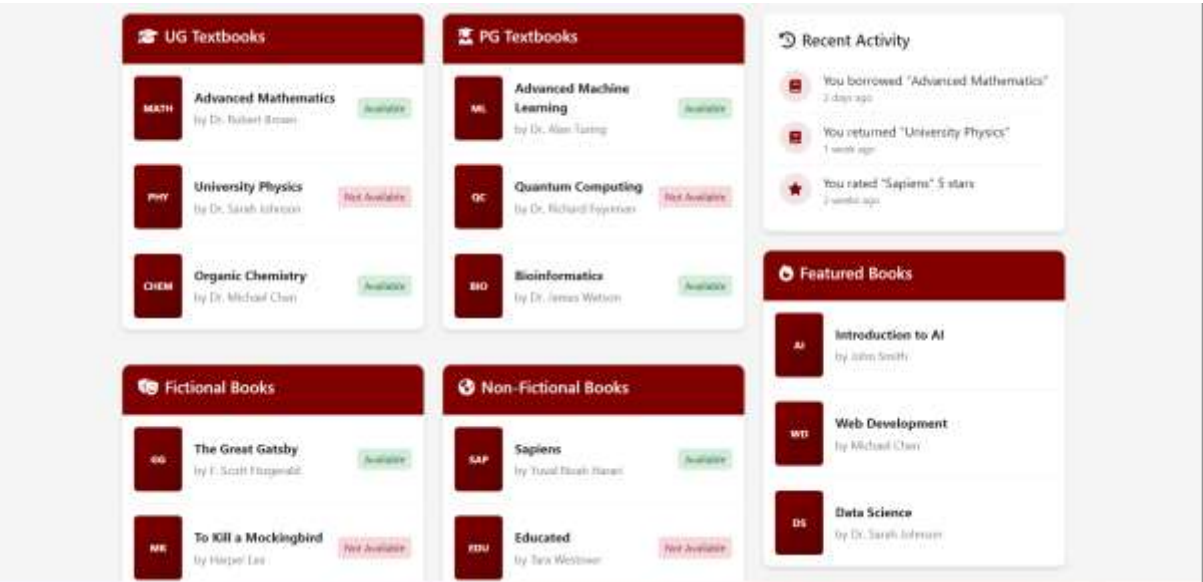 UG Textbooks
MATH
Advanced Mathematics
by Dr. Robert Brown
Available
PHY
University Physics
by Dr. Sarah Johnson
Not Available
CHEM
Organic Chemistry
by Dr. Michael Chen
Available
PG Textbooks
ML
Advanced Machine
Learning
by Dr. Alan Turing
Available
QC
Quantum Computing
by Dr. Richard Feynman
Not Available
BIO
Bioinformatics
by Dr. James Watson
Available
Recent Activity
You borrowed "Advanced Mathematics"
2 days ago
You returned "University Physics"
1 week ago
You rated "Sapiens" 5 stars
2 weeks ago
Featured Books
AI
Introduction to AI
by John Smith
WD
Web Development
by Michael Chen
DS
Data Science
by Dr. Sarah Johnson
Fictional Books
GG
The Great Gatsby
by F. Scott Fitzgerald
Available
MK
To Kill a Mockingbird
by Harper Lee
Not Available
Non-Fictional Books
SAP
Sapiens
by Yuval Noah Harari
Available
EDU
Educated
by Tara Westover
Not Available